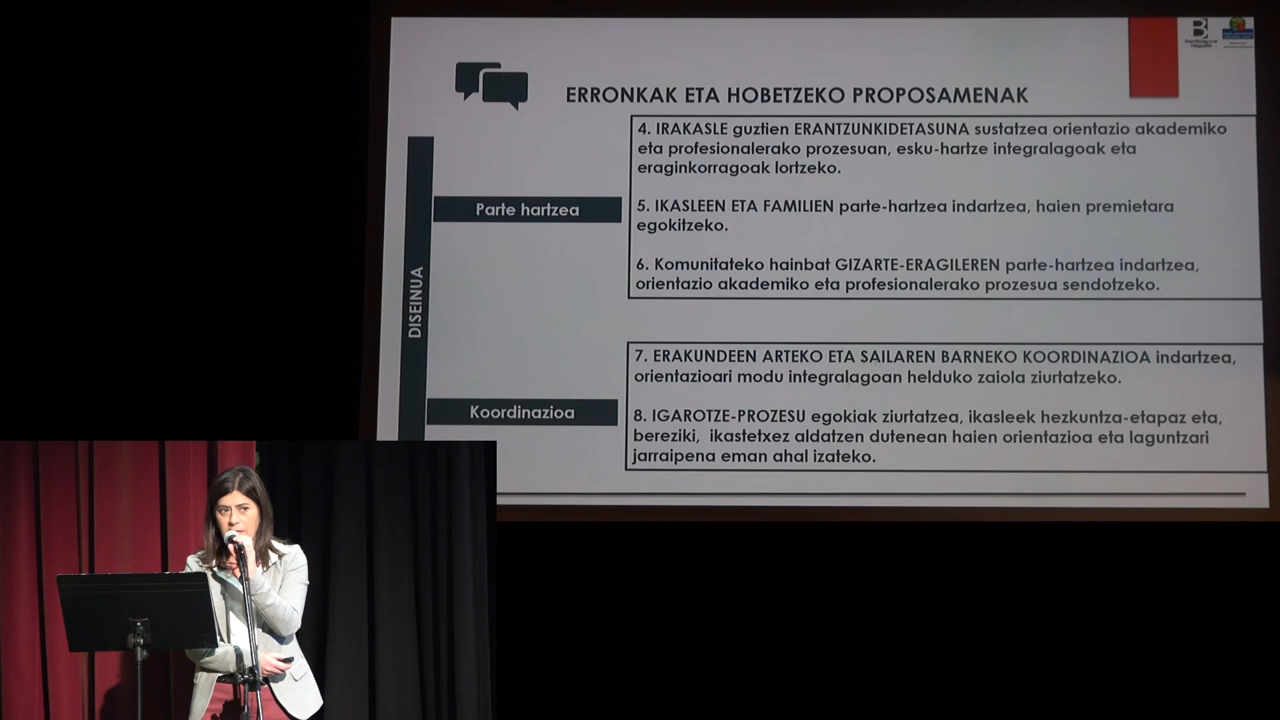 B
ERRONKAK ETA HOBETZEKO PROPOSAMENAK
DISEINUA
Parte hartzea
4. IRAKASLE guztien ERANTZUNKIDETASUNA sustatzea orientazio akademiko
eta profesionalerako prozesuan, esku-hartze integralagoak eta
eraginkorragoak lortzeko.
5. IKASLEEN ETA FAMILIEN parte-hartzea indartzea, haien premietara
egokitzeko.
6. Komunitateko hainbat GIZARTE-ERAGILEREN parte-hartzea indartzea,
orientazio akademiko eta profesionalerako prozesua sendotzeko.
Koordinazioa
7. ERAKUNDEEN ARTEKO ETA SAILAREN BARNEKO KOORDINAZIOA indartzea,
orientazioari modu integralagoan helduko zaiola ziurtatzeko.
8. IGAROTZE-PROZESU egokiak ziurtatzea, ikasleek hezkuntza-etapaz eta,
bereziki, ikastetxez aldatzen dutenean haien orientazioa eta laguntzari
jarraipena eman ahal izateko.